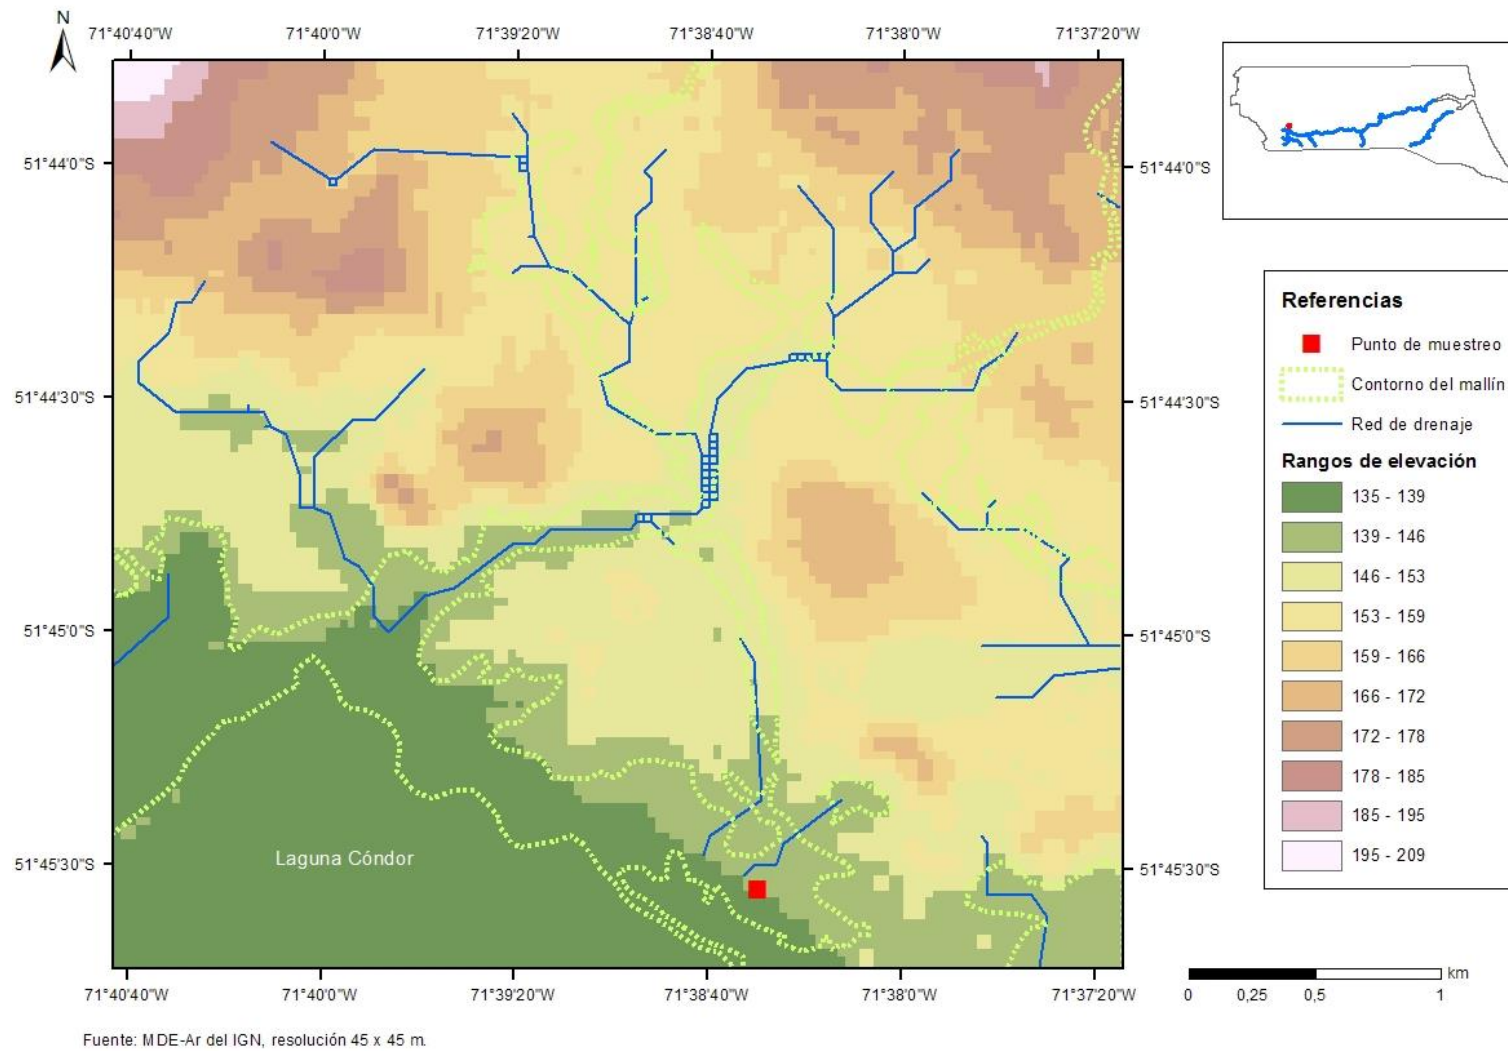 N
71°40'40"W 71°40'0"W 71°39'20"W 71°38'40"W 71°38'0"W 71°37'20"W
51°44'0"S 51°44'0"S
51°44'30"S 51°44'30"S
51°45'0"S 51°45'0"S
51°45'30"S 51°45'30"S
Laguna Cóndor
71°40'40"W 71°40'0"W 71°39'20"W 71°38'40"W 71°38'0"W 71°37'20"W
Referencias
Punto de muestreo
Contorno del mallín
Red de drenaje
Rangos de elevación
135 - 139
139 - 146
146 - 153
153 - 159
159 - 166
166 - 172
172 - 178
178 - 185
185 - 195
195 - 209
km
0 0,25 0,5 1
Fuente: MDE-Ar del IGN, resolución 45 x 45 m.